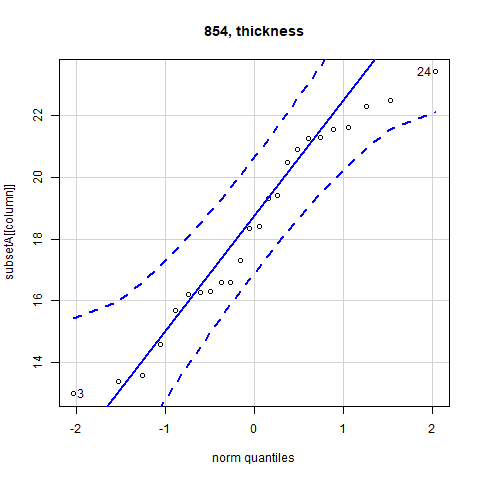 854, thickness
24
22
20
18
16
14
3
-2 -1 0 1 2
norm quantiles
subsetA[[column]]